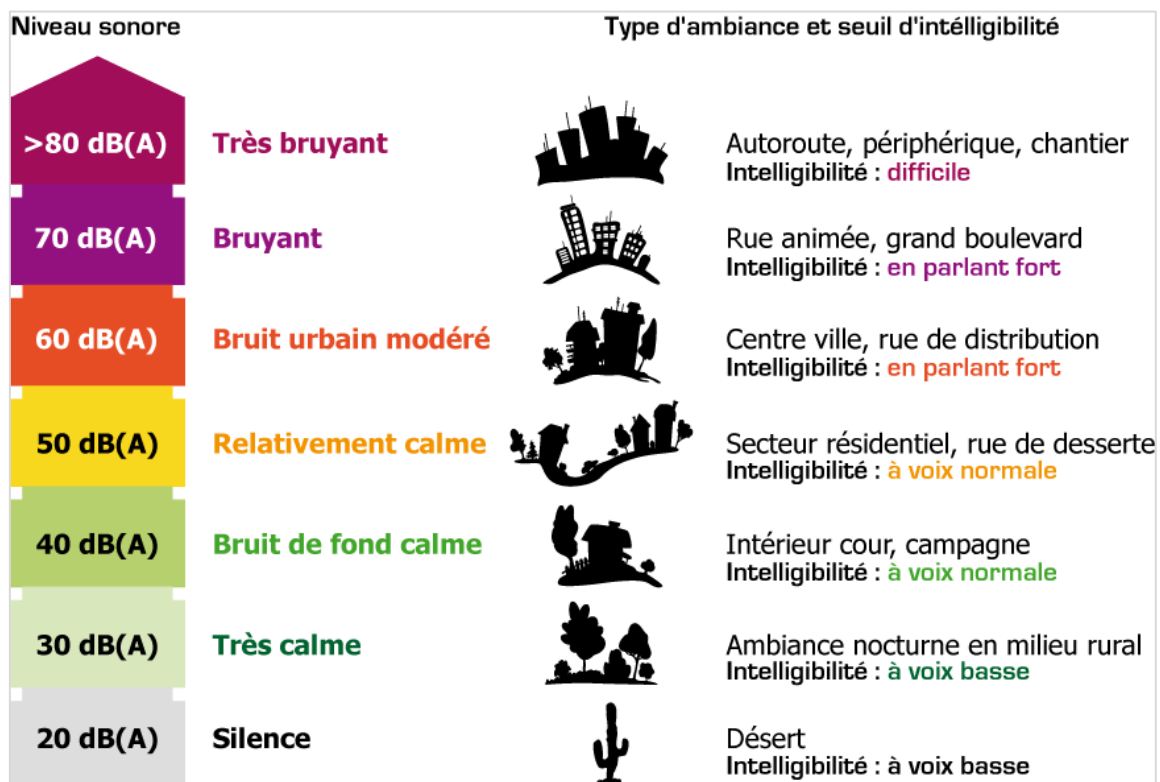 Niveau sonore
Type d'ambiance et seuil d'intélligibilité
>80 dB(A)
Très bruyant
Autoroute, périphérique, chantier
Intelligibilité : difficile
70 dB(A)
Bruyant
Rue animée, grand boulevard
Intelligibilité : en parlant fort
60 dB(A)
Bruit urbain modéré
Centre ville, rue de distribution
Intelligibilité : en parlant fort
50 dB(A)
Relativement calme
Secteur résidentiel, rue de desserte
Intelligibilité : à voix normale
40 dB(A)
Bruit de fond calme
Intérieur cour, campagne
Intelligibilité : à voix normale
30 dB(A)
Très calme
Ambiance nocturne en milieu rural
Intelligibilité : à voix basse
20 dB(A)
Silence
Désert
Intelligibilité : à voix basse